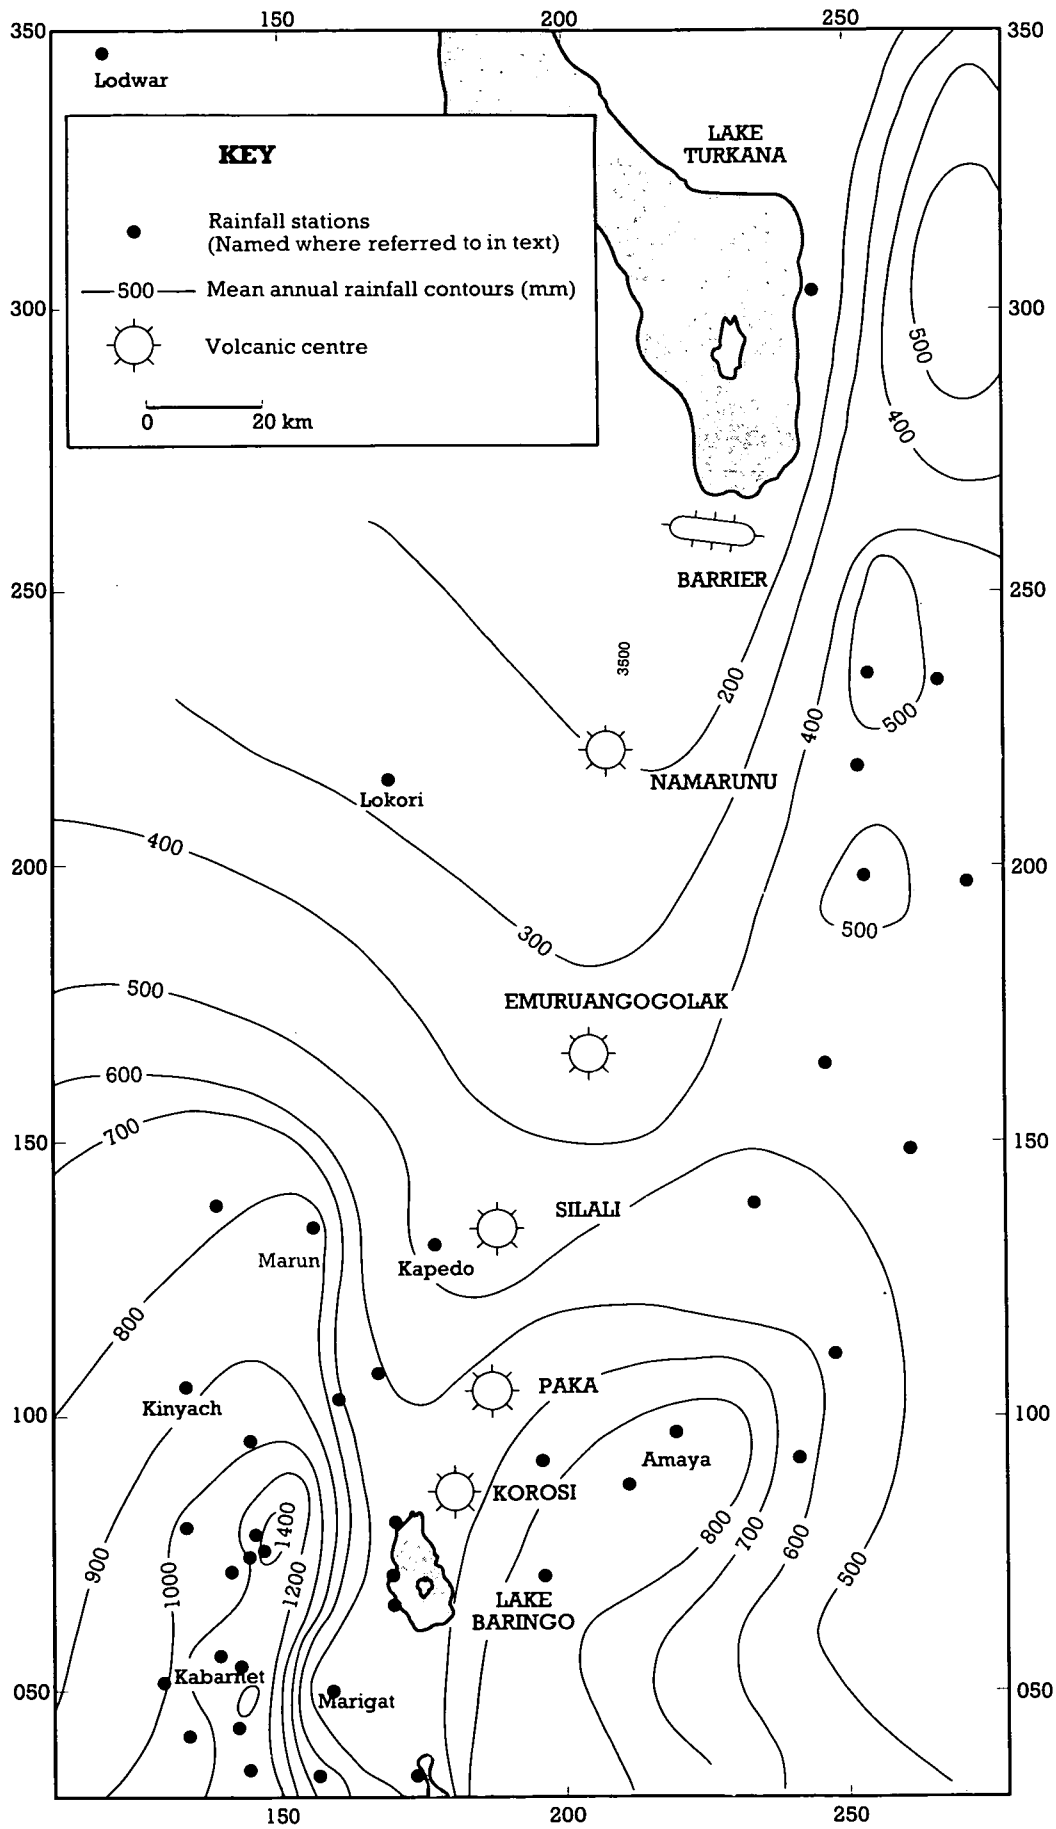 150
200
250
350
350
Lodwar
LAKE
TURKANA
KEY
Rainfall stations
(Named where referred to in text)
500
Mean annual rainfall contours (mm)
Volcanic centre
0
20 km
300
300
500
400
BARRIER
250
250
3500
200
400
500
NAMARUNU
Lokori
400
200
200
300
500
500
EMURUANGOGOLAK
600
700
150
150
SILALI
Marun
Kapedo
800
PAKA
Kinyach
100
100
Amaya
KOROSI
1400
800
700
600
500
900
1000
1200
LAKE
BARINGO
Kabarnet
050
Marigat
050
150
200
250